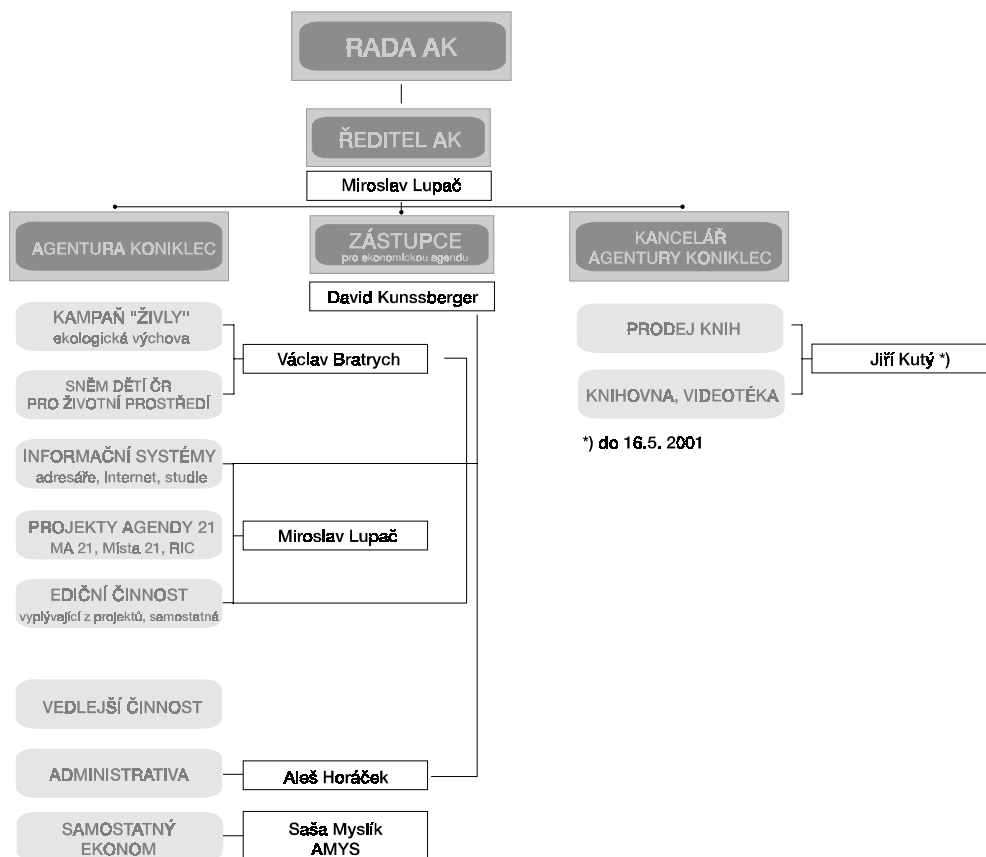 RADA AK
ŘEDITEL AK
Miroslav Lupač
AGENTURA KONIKLEC
ZÁSTUPCE
pro ekonomickou agendu
David Kunssberger
KANCELÁŘ
AGENTURY KONIKLEC
KAMPAŇ "ŽIVLY"
ekologická výchova
Václav Bratrych
SNĚM DĚTÍ ČR
PRO ŽIVOTNÍ PROSTŘEDÍ
PRODEJ KNIH
Jiří Kutý *)
KNIHOVNA, VIDEOTÉKA
*) do 16.5. 2001
INFORMAČNÍ SYSTÉMY
adresáře, Internet, studie
PROJEKTY AGENDY 21
MA 21, Místa 21, RIC
Miroslav Lupač
EDIČNÍ ČINNOST
vyplývající z projektů, samostatná
VEDLEJŠÍ ČINNOST
ADMINISTRATIVA
Aleš Horáček
SAMOSTATNÝ
EKONOM
Saša Myslík
AMYS